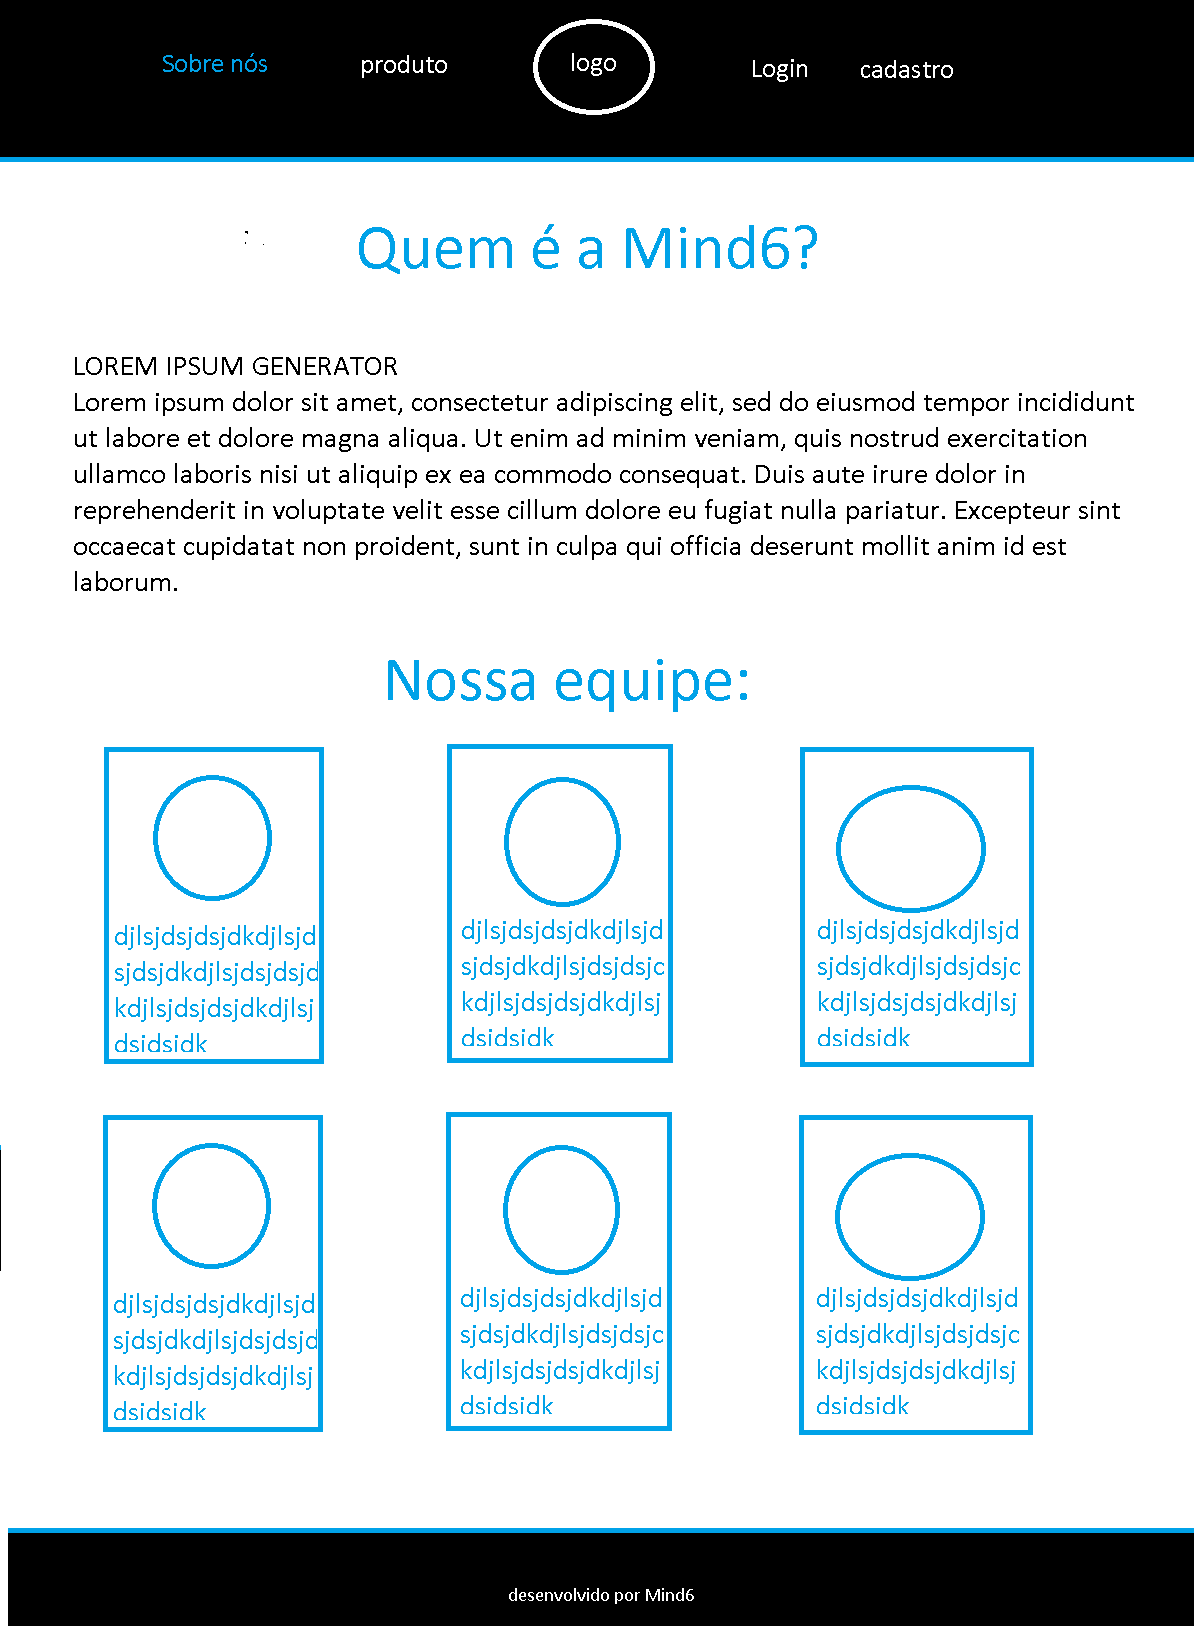 Sobre nós produto logo Login cadastro
Quem é a Mind6?
LOREM IPSUM GENERATOR
Lorem ipsum dolor sit amet, consectetur adipiscing elit, sed do eiusmod tempor incididunt
ut labore et dolore magna aliqua. Ut enim ad minim veniam, quis nostrud exercitation
ullamco laboris nisi ut aliquip ex ea commodo consequat. Duis aute irure dolor in
reprehenderit in voluptate velit esse cillum dolore eu fugiat nulla pariatur. Excepteur sint
occaecat cupidatat non proident, sunt in culpa qui officia deserunt mollit anim id est
laborum.
Nossa equipe:
djlsjdsjdsjdkdjlsjd
sjdsjdkdjlsjdsjdsjd
kdjlsjdsjdsjdkdjlsj
dsidsidk
djlsjdsjdsjdkdjlsjd
sjdsjdkdjlsjdsjdsjc
kdjlsjdsjdsjdkdjlsj
dsidsidk
djlsjdsjdsjdkdjlsjd
sjdsjdkdjlsjdsjdsjc
kdjlsjdsjdsjdkdjlsj
dsidsidk
djlsjdsjdsjdkdjlsjd
sjdsjdkdjlsjdsjdsjd
kdjlsjdsjdsjdkdjlsj
dsidsidk
djlsjdsjdsjdkdjlsjd
sjdsjdkdjlsjdsjdsjc
kdjlsjdsjdsjdkdjlsj
dsidsidk
djlsjdsjdsjdkdjlsjd
sjdsjdkdjlsjdsjdsjc
kdjlsjdsjdsjdkdjlsj
dsidsidk
desenvolvido por Mind6